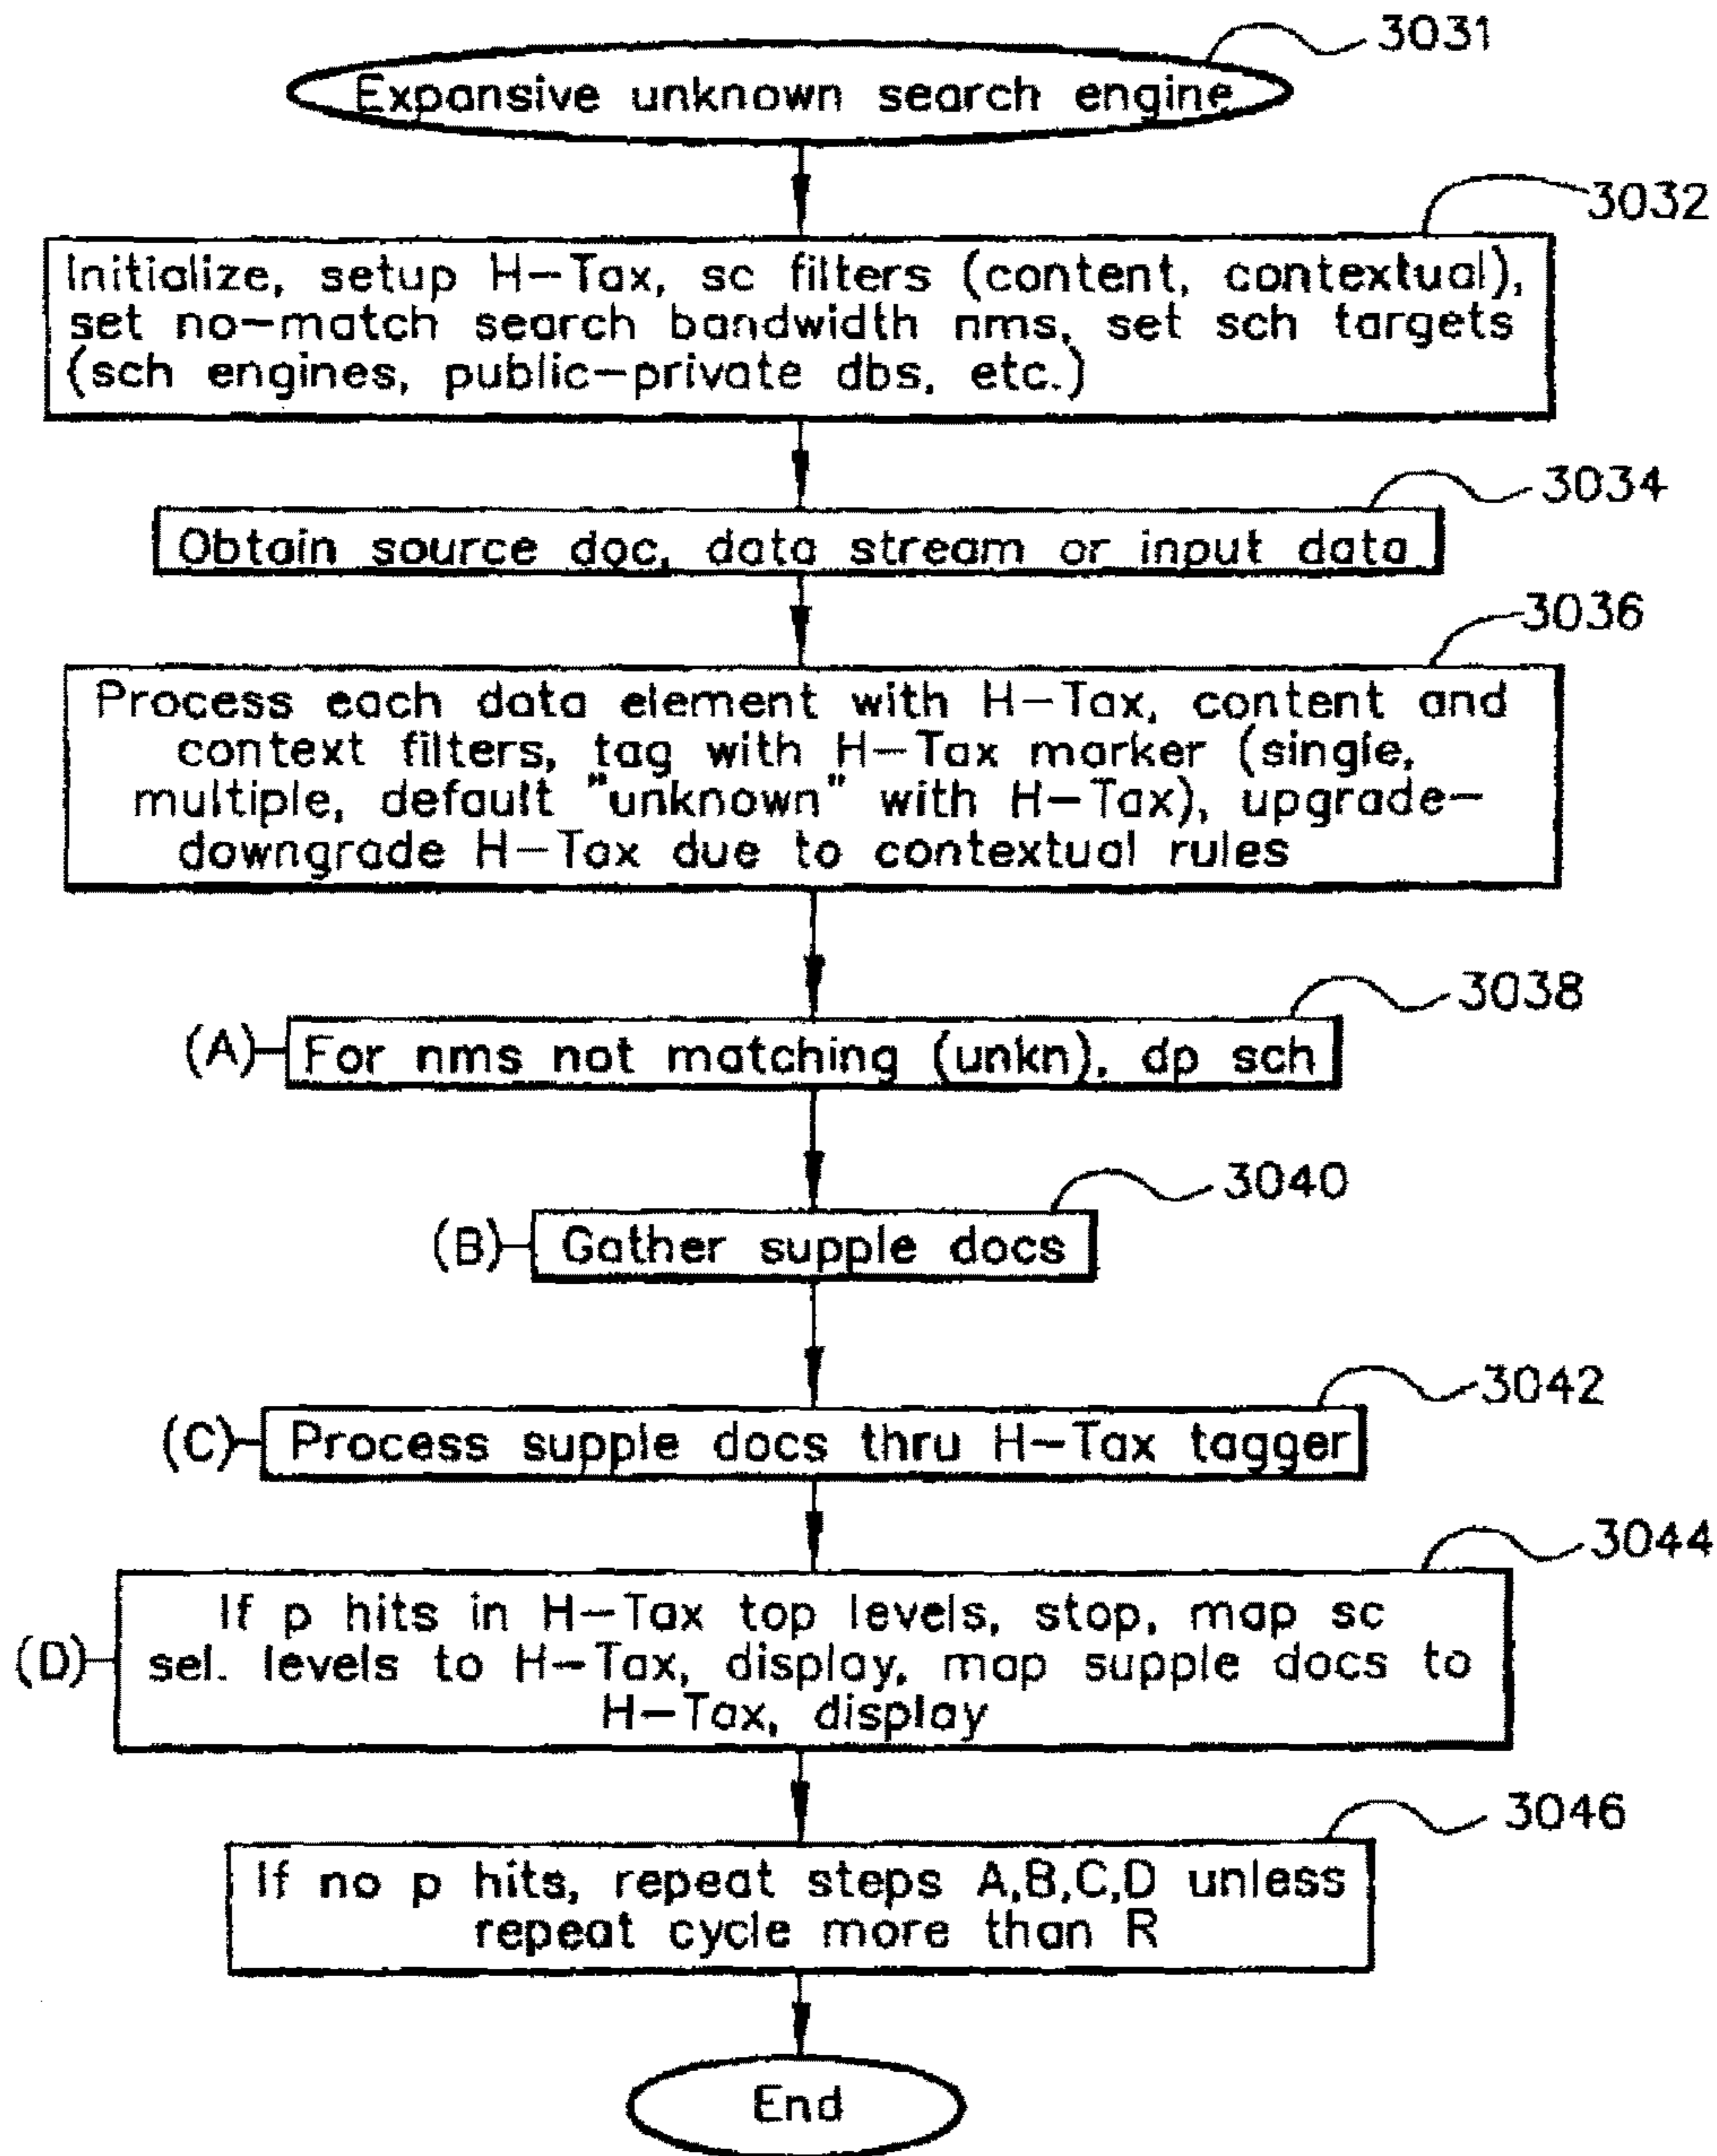 3031
Expansive unknown search engine
3032
Initialize, setup H-Tax, sc filters (content, contextual),
set no-match search bandwidth nms, set sch targets
(sch engines, public-private dbs, etc.)
3034
Obtain source doc, data stream or input data
3036
Process each data element with H-Tax, content and
context filters, tag with H-Tax marker (single,
multiple, default "unknown" with H-Tax), upgrade-
downgrade H-Tax due to contextual rules
3038
(A) For nms not matching (unkn), dp sch
3040
(B) Gather supple docs
3042
(C) Process supple docs thru H-Tax tagger
3044
If p hits in H-Tax top levels, stop, map sc
(D) sel. levels to H-Tax, display, map supple docs to
H-Tax, display
3046
If no p hits, repeat steps A,B,C,D unless
repeat cycle more than R
End